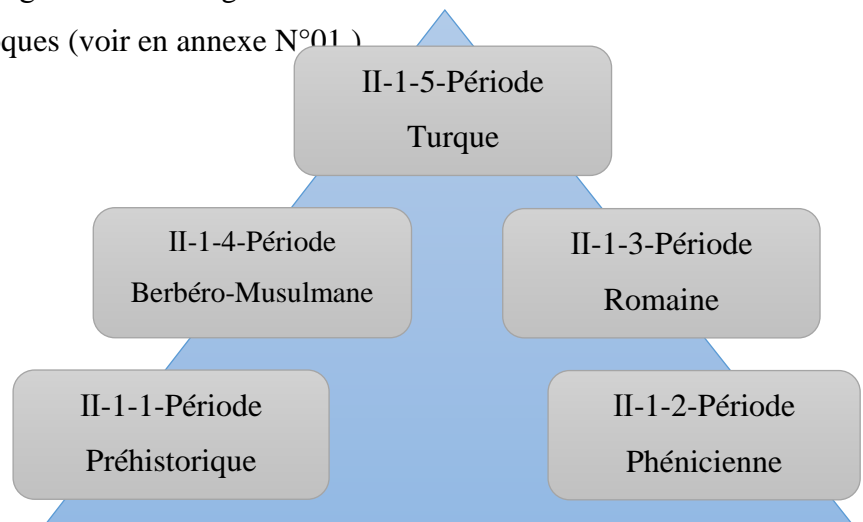 ques (voir en annexe N°01 )
II-1-5-Période
Turque
II-1-4-Période
Berbéro-Musulmane
II-1-3-Période
Romaine
II-1-1-Période
Préhistorique
II-1-2-Période
Phénicienne